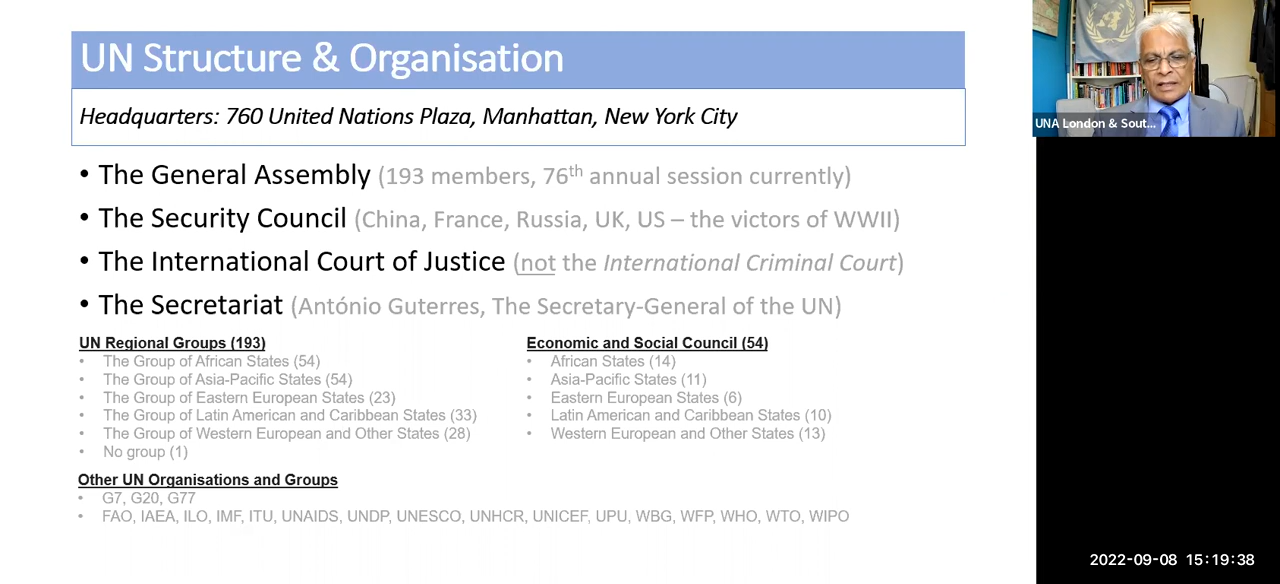 UN Structure & Organisation
Headquarters: 760 United Nations Plaza, Manhattan, New York City
• The General Assembly (193 members, 76th annual session currently)
• The Security Council (China, France, Russia, UK, US – the victors of WWII)
• The International Court of Justice (not the International Criminal Court)
• The Secretariat (António Guterres, The Secretary-General of the UN)
UN Regional Groups (193)
• The Group of African States (54)
• The Group of Asia-Pacific States (54)
• The Group of Eastern European States (23)
• The Group of Latin American and Caribbean States (33)
• The Group of Western European and Other States (28)
• No group (1)
Economic and Social Council (54)
• African States (14)
• Asia-Pacific States (11)
• Eastern European States (6)
• Latin American and Caribbean States (10)
• Western European and Other States (13)
Other UN Organisations and Groups
• G7, G20, G77
• FAO, IAEA, ILO, IMF, ITU, UNAIDS, UNDP, UNESCO, UNHCR, UNICEF, UPU, WBG, WFP, WHO, WTO, WIPO
UNA London & Sout...
2022-09-08 15:19:38